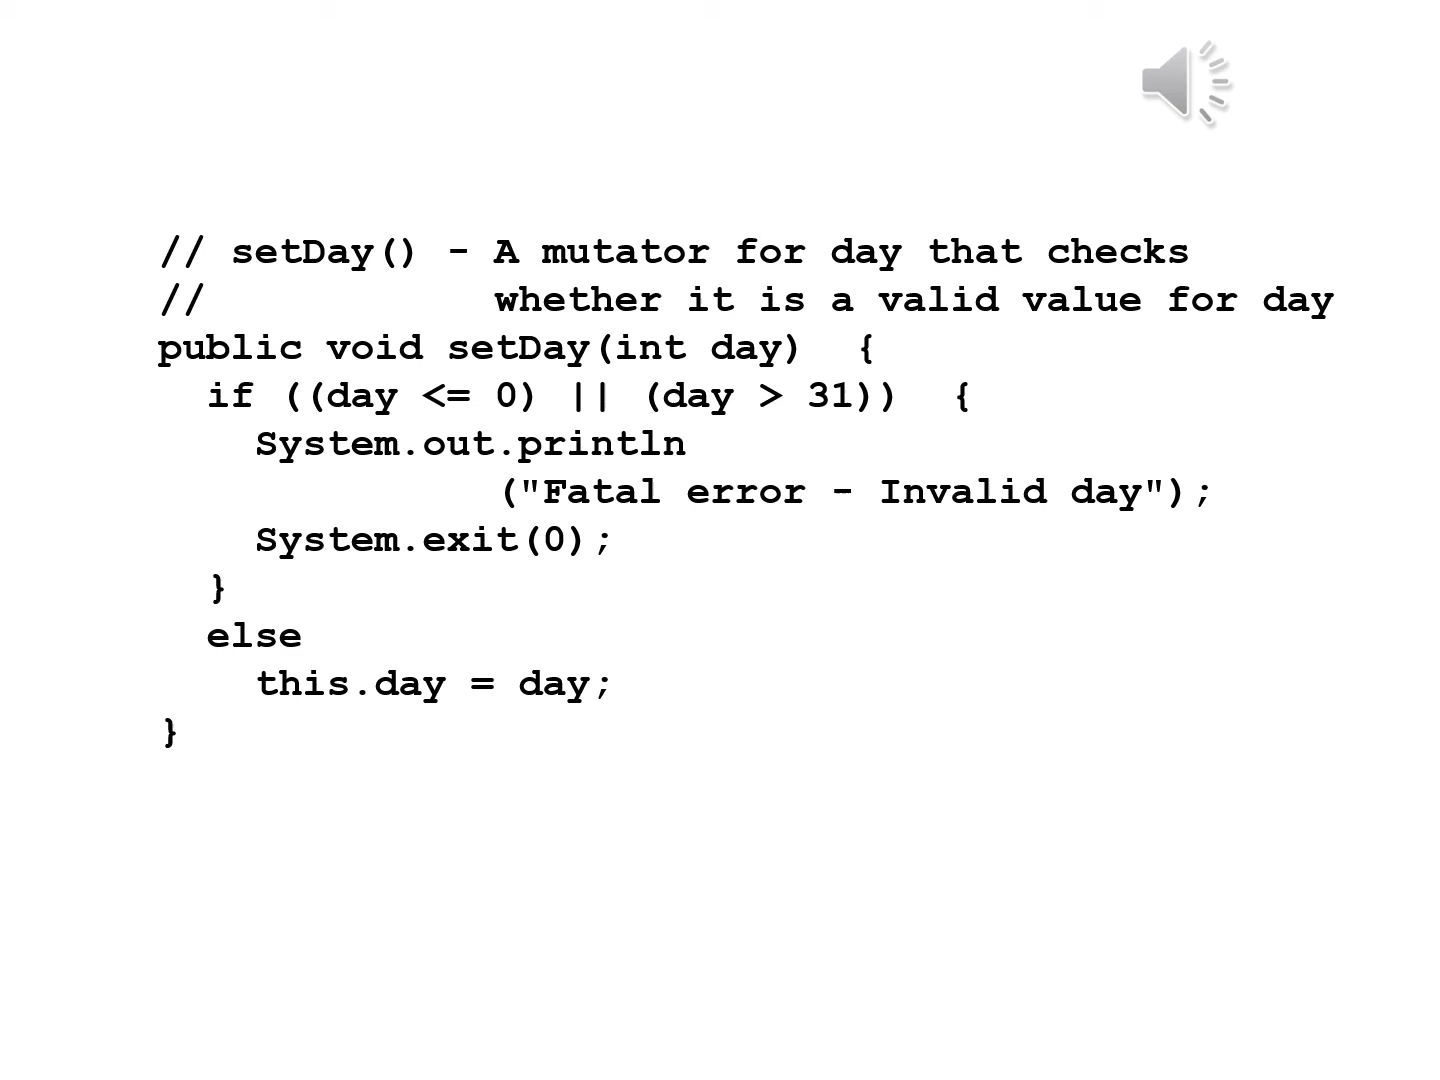 // setDay() - A mutator for day that checks
//            whether it is a valid value for day
public void setDay(int day)  {
  if ((day <= 0) || (day > 31))  {
    System.out.println
              ("Fatal error - Invalid day");
    System.exit(0);
  }
  else
    this.day = day;
}